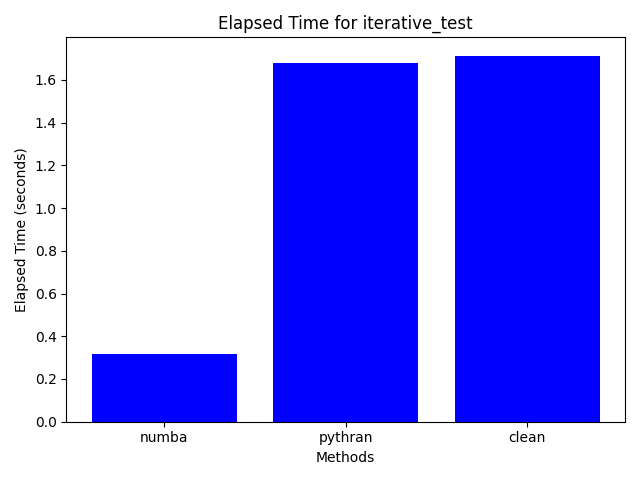 Elapsed Time for iterative_test
Elapsed Time (seconds)
1.6
1.4
1.2
1.0
0.8
0.6
0.4
0.2
0.0
numba
pythran
clean
Methods